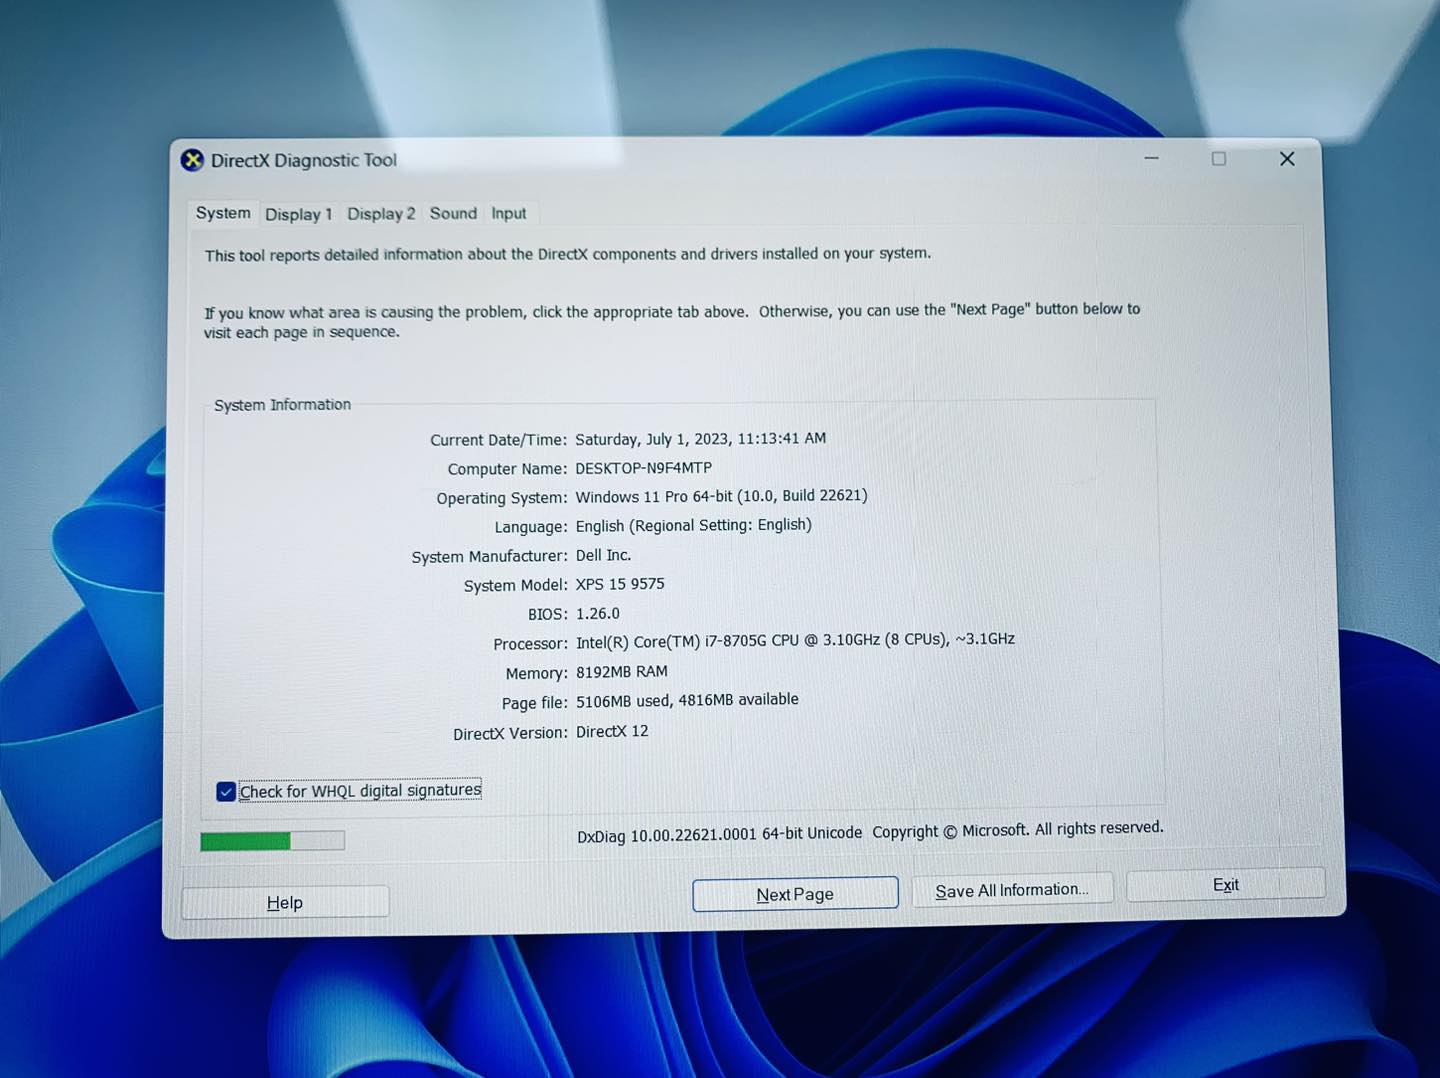 DirectX Diagnostic Tool
System Display 1 Display 2 Sound Input
This tool reports detailed information about the DirectX components and drivers installed on your system.
If you know what area is causing the problem, click the appropriate tab above.  Otherwise, you can use the "Next Page" button below to
visit each page in sequence.
System Information
Current Date/Time: Saturday, July 1, 2023, 11:13:41 AM
Computer Name: DESKTOP-N9F4MTP
Operating System: Windows 11 Pro 64-bit (10.0, Build 22621)
Language: English (Regional Setting: English)
System Manufacturer: Dell Inc.
System Model: XPS 15 9575
BIOS: 1.26.0
Processor: Intel(R) Core(TM) i7-8705G CPU @ 3.10GHz (8 CPUs), ~3.1GHz
Memory: 8192MB RAM
Page file: 5106MB used, 4816MB available
DirectX Version: DirectX 12
Check for WHQL digital signatures
DxDiag 10.00.22621.0001 64-bit Unicode  Copyright © Microsoft. All rights reserved.
Help Next Page Save All Information... Exit